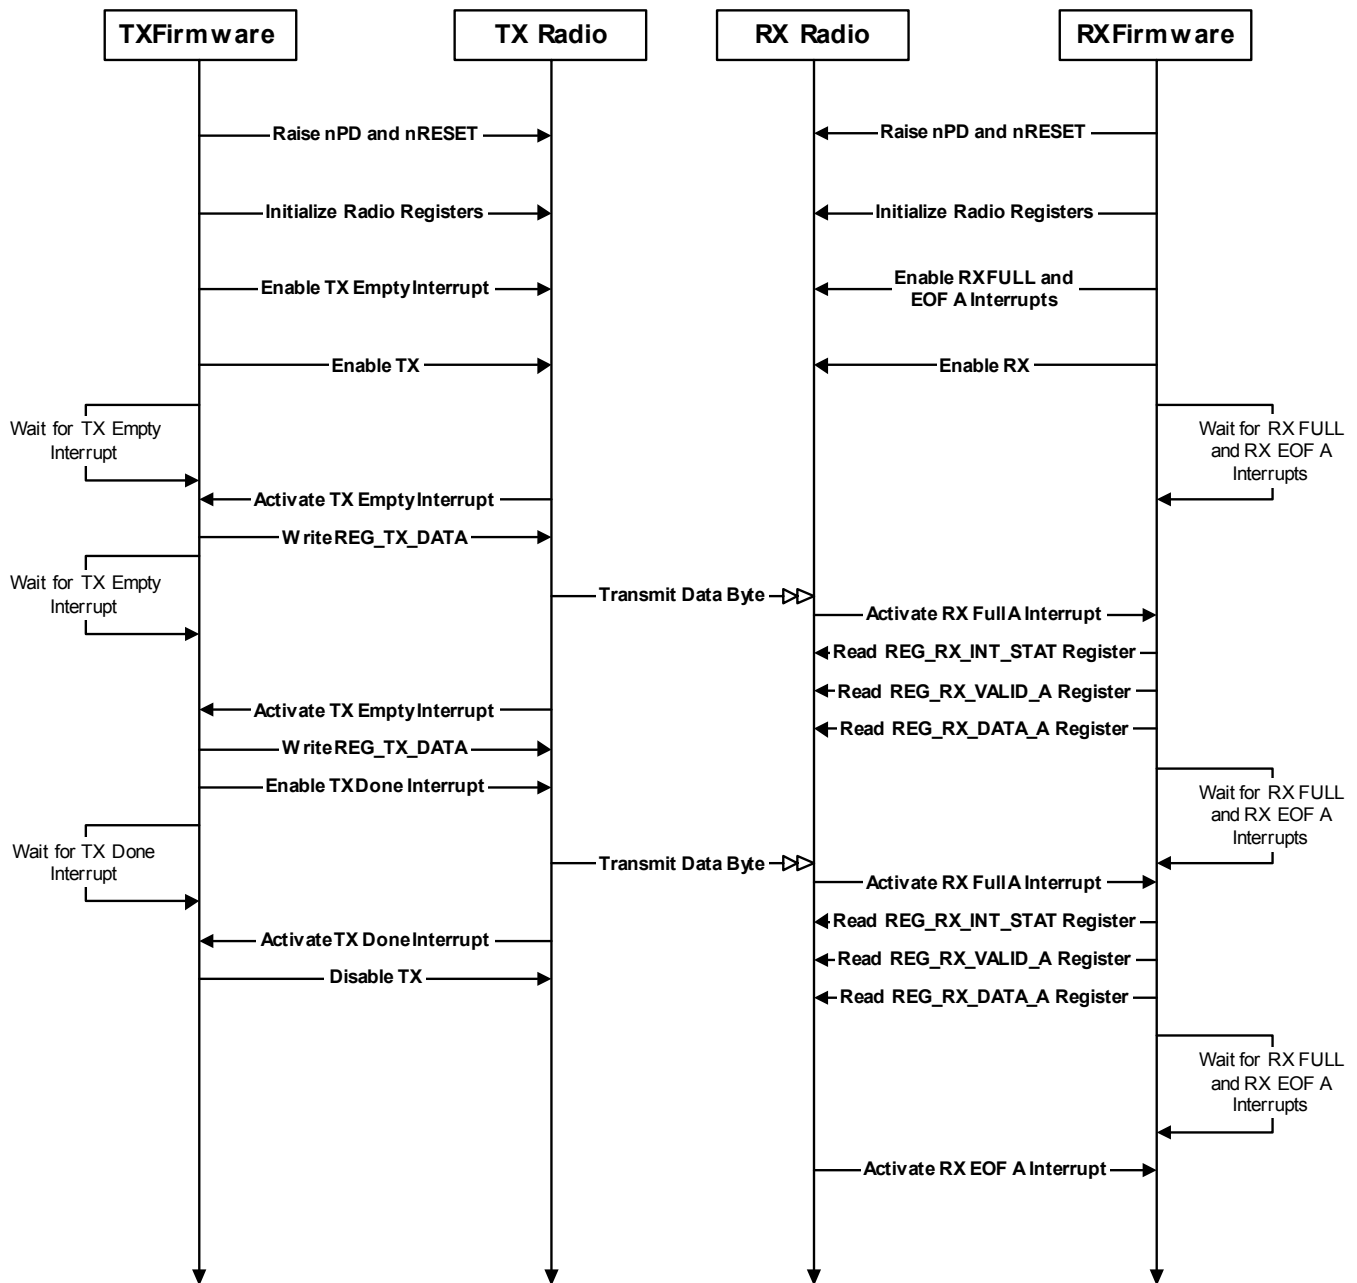 TXFirmware
TX Radio
RX Radio
RXFirmware
Raise nPD and nRESET
Raise nPD and nRESET
Initialize Radio Registers
Initialize Radio Registers
Enable TX Empty Interrupt
Enable RXFULL and
EOF A Interrupts
Enable TX
Enable RX
Wait for TX Empty
Interrupt
Wait for RX FULL
and RX EOF A
Interrupts
Activate TX Empty Interrupt
Write REG_TX_DATA
Wait for TX Empty
Interrupt
Transmit Data Byte
Activate RX Full A Interrupt
Read REG_RX_INT_STAT Register
Read REG_RX_VALID_A Register
Activate TX Empty Interrupt
Read REG_RX_DATA_A Register
Write REG_TX_DATA
Enable TX Done Interrupt
Wait for RX FULL
and RX EOF A
Interrupts
Wait for TX Done
Interrupt
Transmit Data Byte
Activate RX Full A Interrupt
Read REG_RX_INT_STAT Register
Activate TX Done Interrupt
Read REG_RX_VALID_A Register
Disable TX
Read REG_RX_DATA_A Register
Wait for RX FULL
and RX EOF A
Interrupts
Activate RX EOF A Interrupt